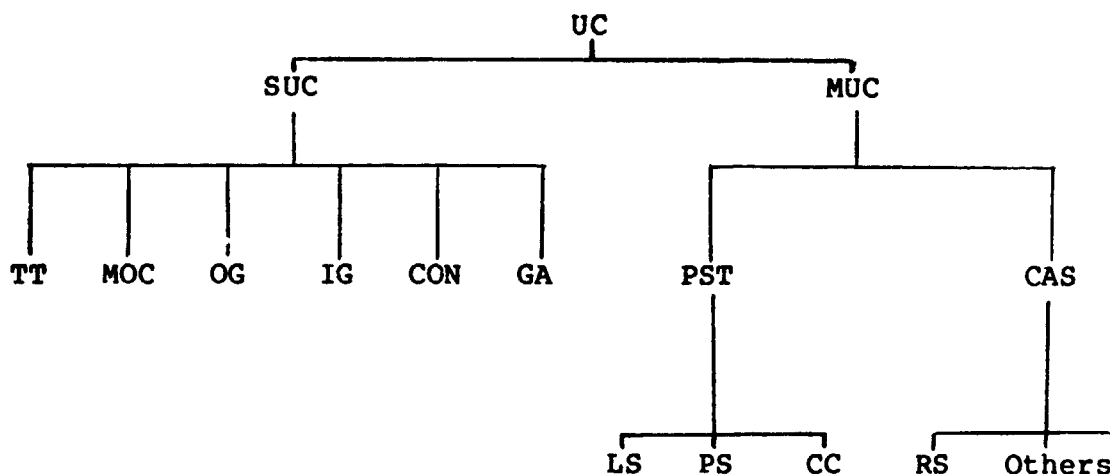 UC
SUC MUC
TT MOC OG IG CON GA PST CAS
LS PS CC RS Others